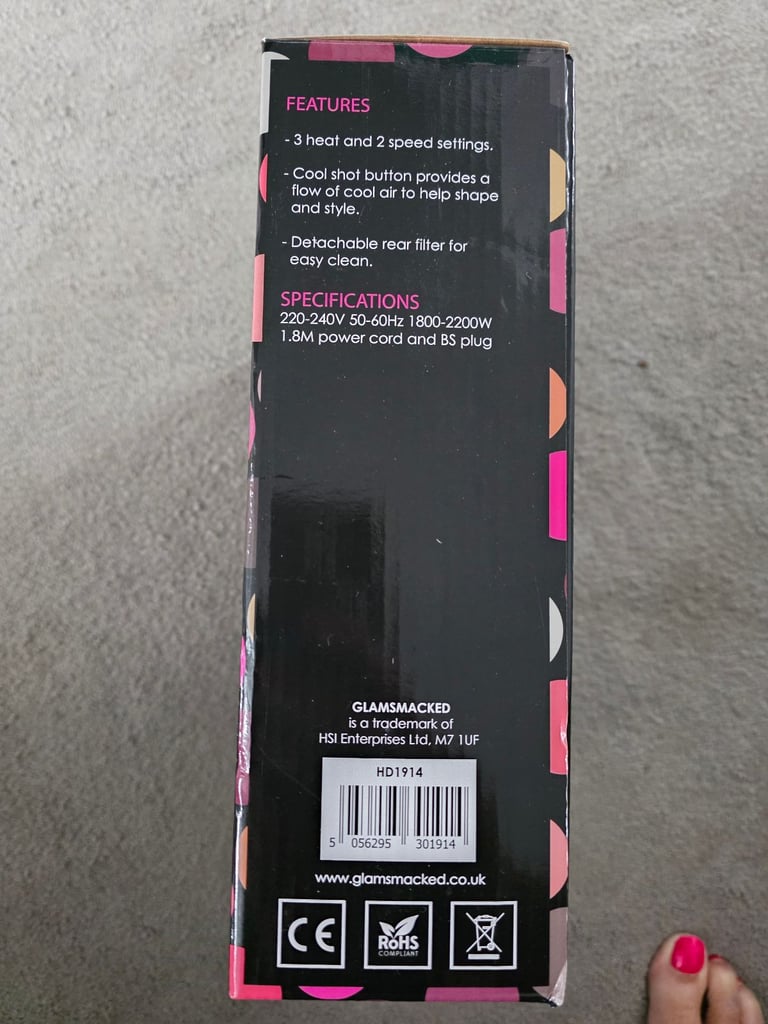 FEATURES
- 3 heat and 2 speed settings.
- Cool shot button provides a
flow of cool air to help shape
and style.
- Detachable rear filter for
easy clean.
SPECIFICATIONS
220-240V 50-60Hz 1800-2200W
1.8M power cord and BS plug
GLAMSMACKED
is a trademark of
HSI Enterprises Ltd, M7 1UF
HD1914
5 056295 301914
www.glamsmacked.co.uk
CE
RoHS
COMPLIANT